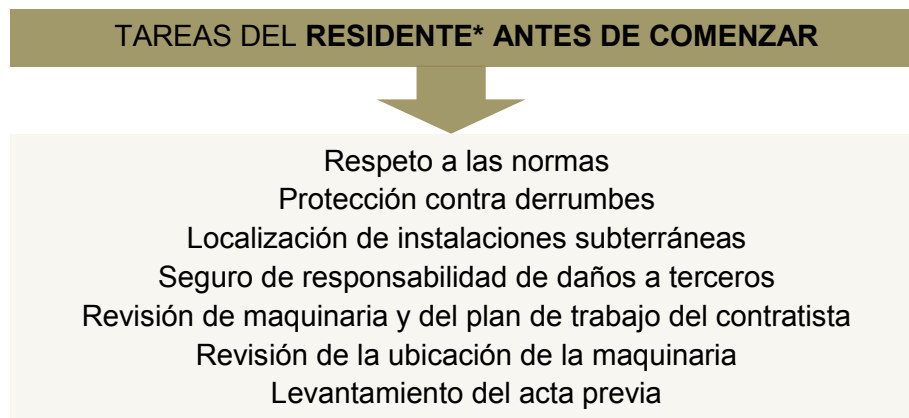 TAREAS DEL RESIDENTE* ANTES DE COMENZAR
Respeto a las normas
Protección contra derrumbes
Localización de instalaciones subterráneas
Seguro de responsabilidad de daños a terceros
Revisión de maquinaria y del plan de trabajo del contratista
Revisión de la ubicación de la maquinaria
Levantamiento del acta previa